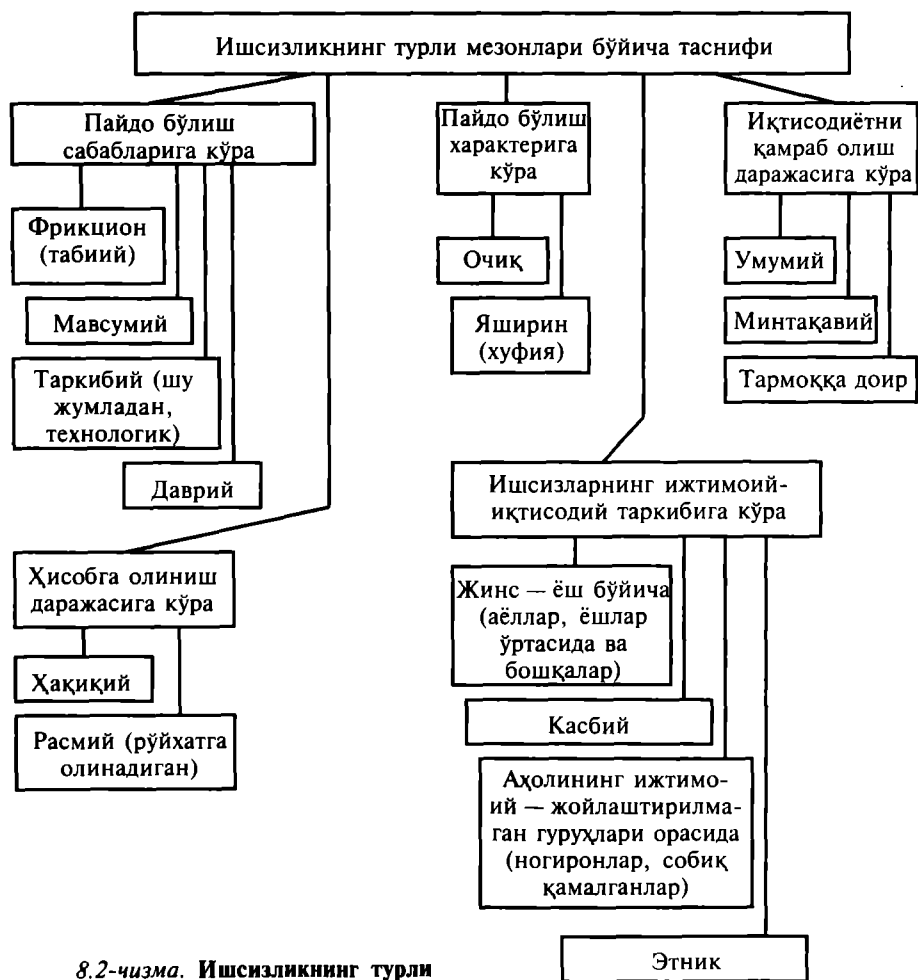 Ишсизликнинг турли мезонлари бўйича таснифи
Пайдо бўлиш
сабабларига кўра
Фрикцион
(табиий)
Мавсумий
Таркибий (шу
жумладан,
технологик)
Даврий
Ҳисобга олиниш
даражасига кўра
Ҳақиқий
Расмий (рўйхатга
олинадиган)
Пайдо бўлиш
характерига
кўра
Очиқ
Яширин
(хуфия)
Иқтисодиётни
қамраб олиш
даражасига кўра
Умумий
Минтақавий
Тармоққа доир
Ишсизларнинг ижтимоий-
иқтисодий таркибига кўра
Жинс — ёш бўйича
(аёллар, ёшлар
ўртасида ва
бошқалар)
Касбий
Аҳолининг ижтимо-
ий — жойлаштирилма-
ган гуруҳлари орасида
(ногиронлар, собиқ
қамалганлар)
Этник
8.2-чизма. Ишсизликнинг турли